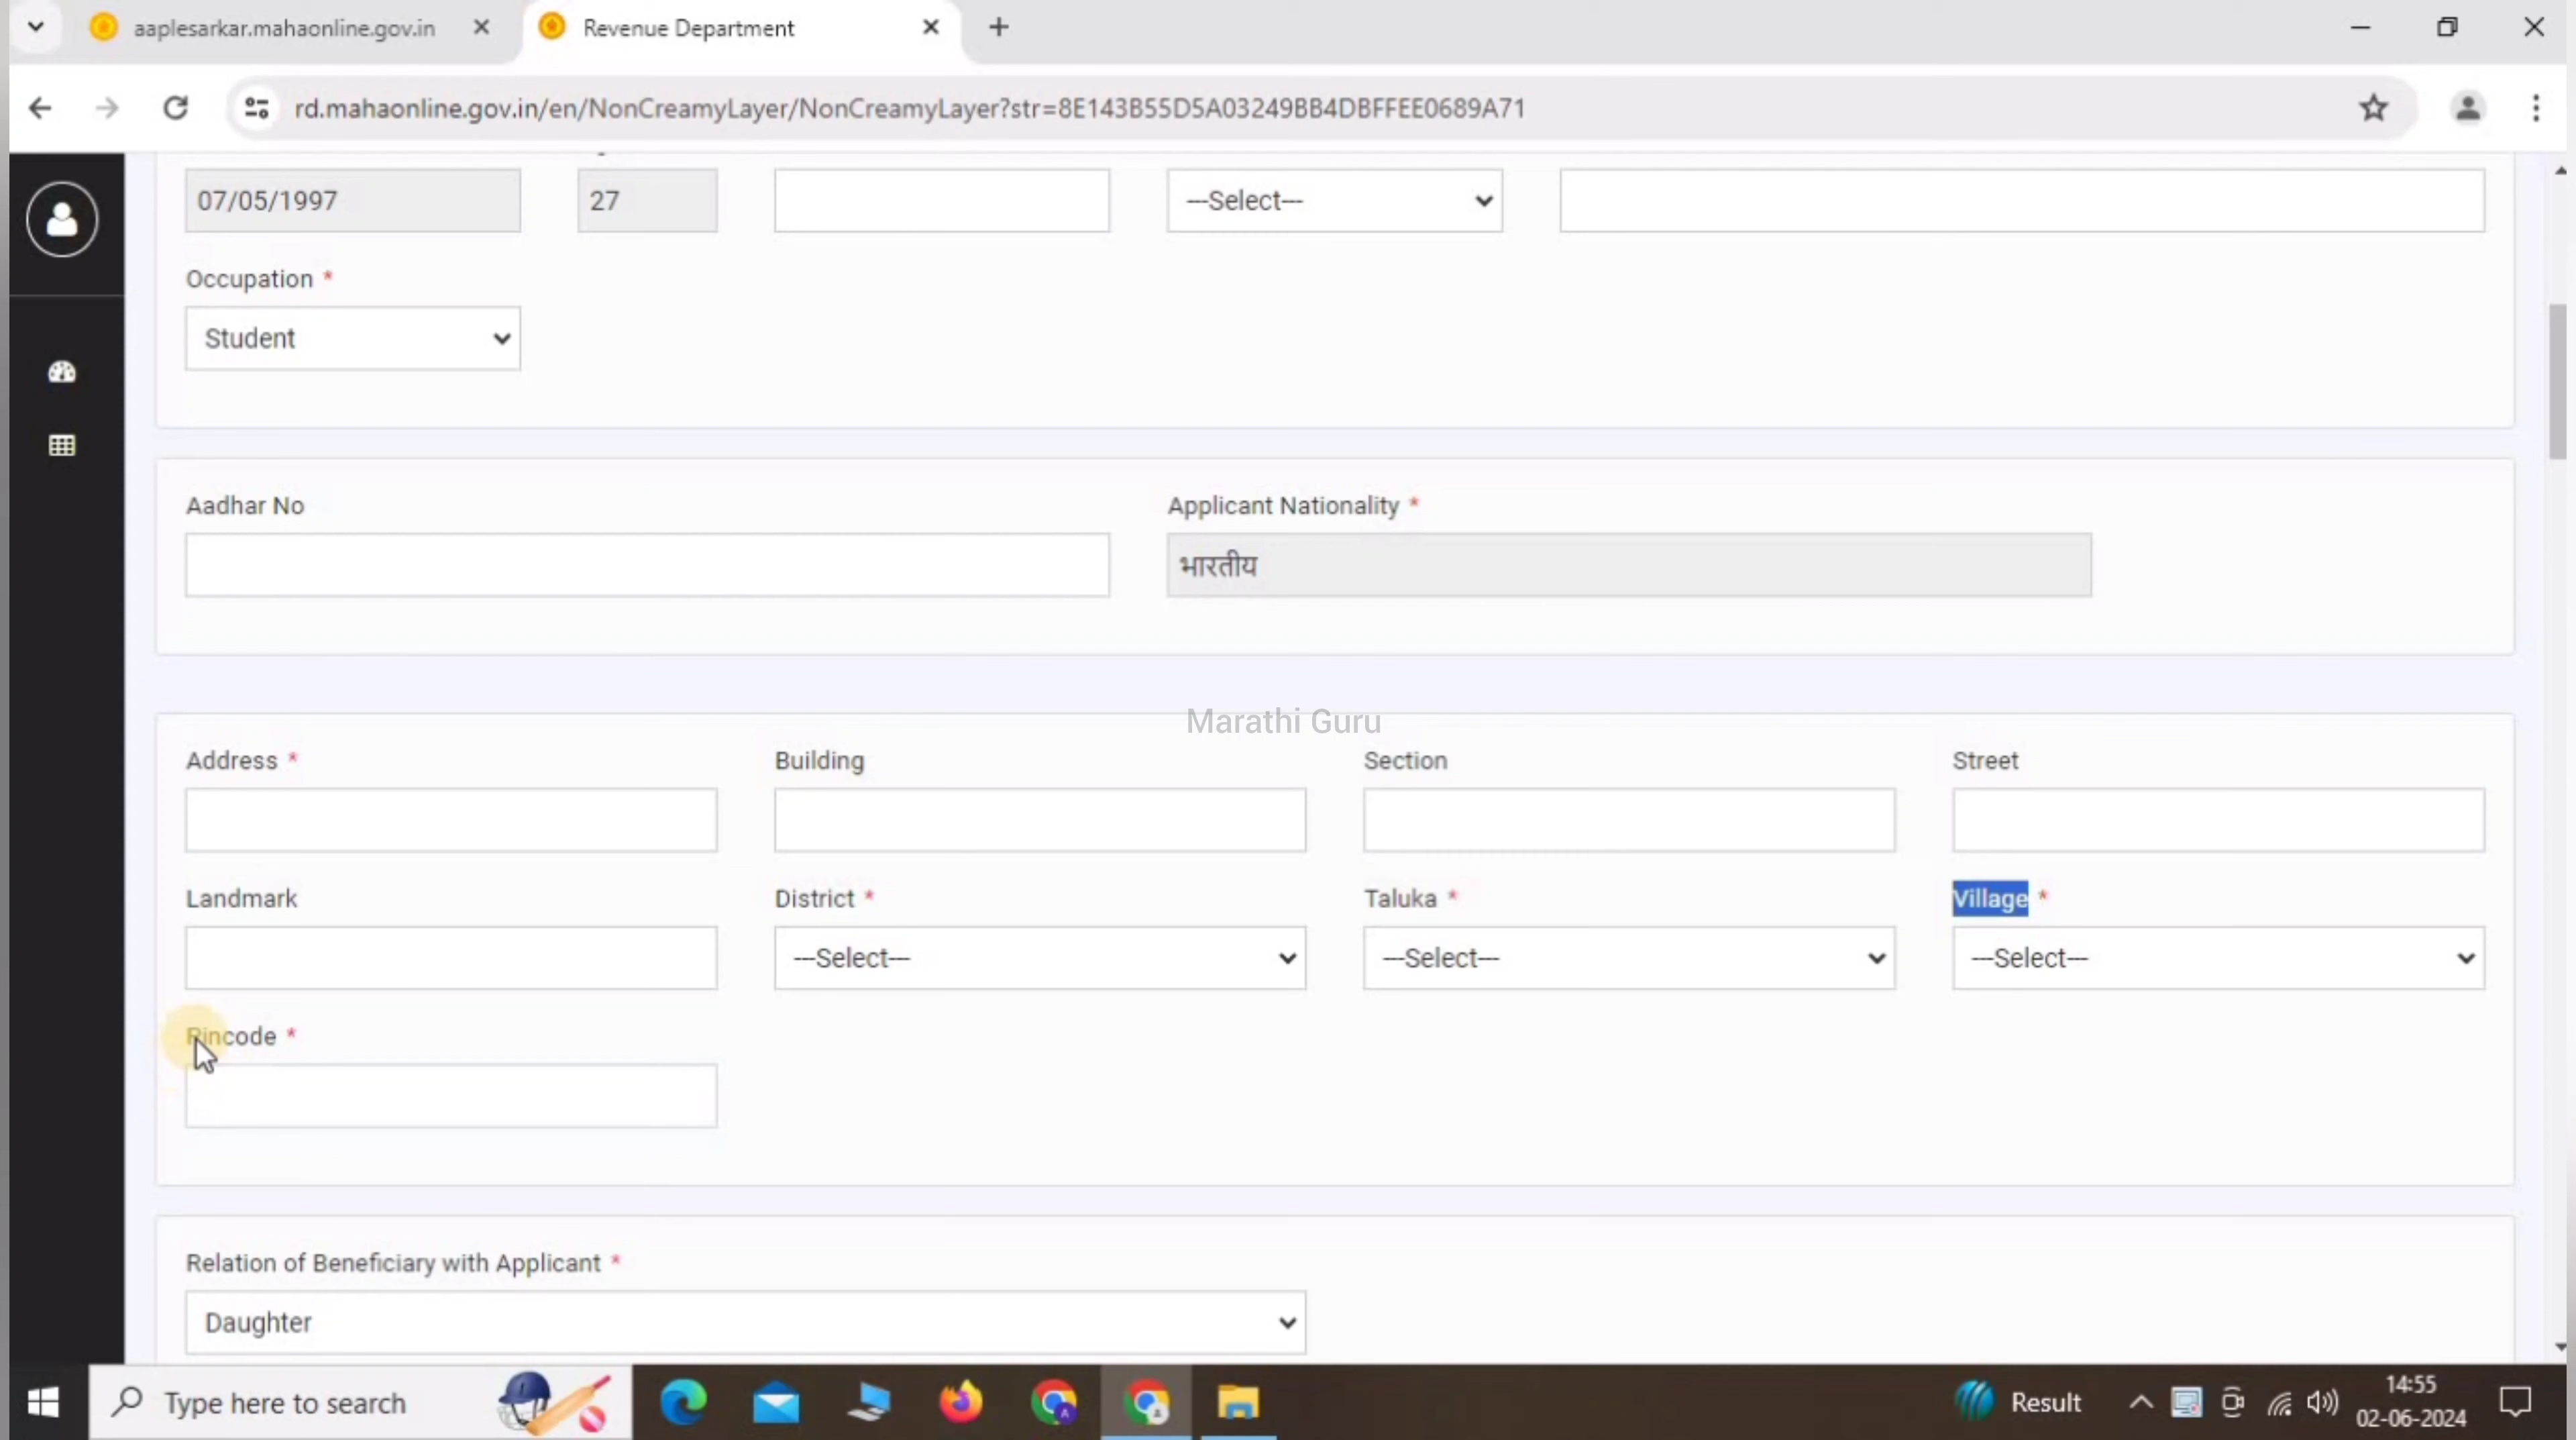 aaplesarkar.mahaonline.gov.in
Revenue Department
rd.mahaonline.gov.in/en/NonCreamyLayer/NonCreamyLayer?str=8E143B55D5A03249BB4DBFFEE0689A71
07/05/1997 27 ---Select---
Occupation *
Student
Aadhar No Applicant Nationality *
भारतीय
Marathi Guru
Address * Building Section Street
Landmark District * Taluka * Village *
---Select--- ---Select--- ---Select---
Pincode *
Relation of Beneficiary with Applicant *
Daughter
Type here to search
Result
14:55
02-06-2024